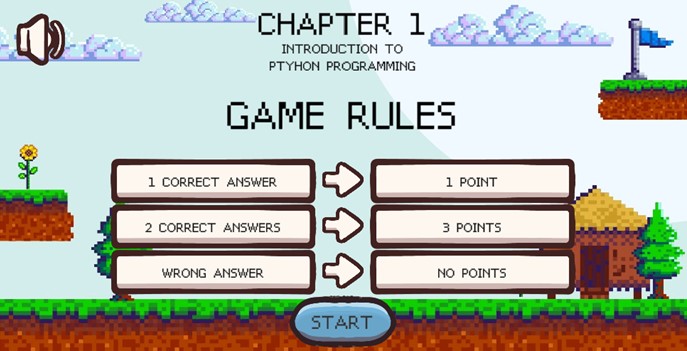 CHAPTER 1
INTRODUCTION TO
PTYHON PROGRAMMING
GAME RULES
1 CORRECT ANSWER
1 POINT
2 CORRECT ANSWERS
3 POINTS
WRONG ANSWER
NO POINTS
START